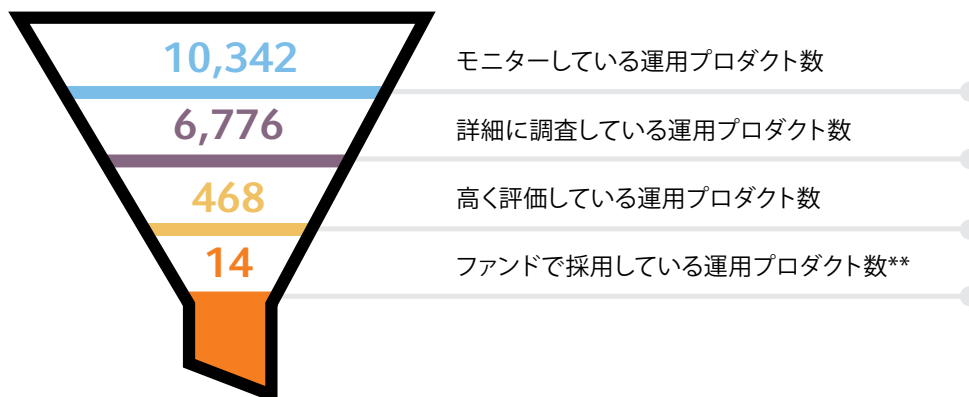 10,342 モニターしている運用プロダクト数
6,776 詳細に調査している運用プロダクト数
468 高く評価している運用プロダクト数
14 ファンドで採用している運用プロダクト数**